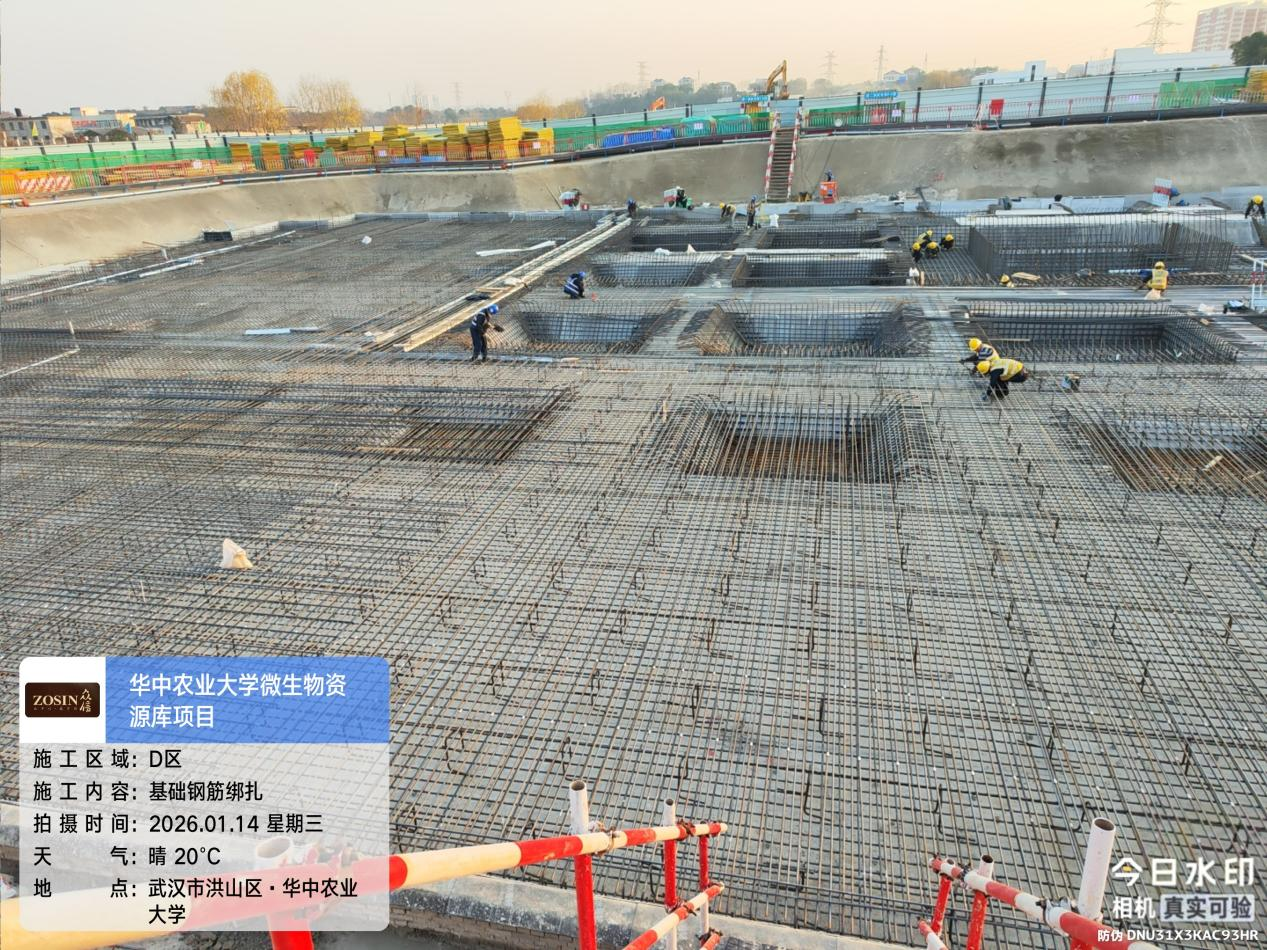 华中农业大学微生物资
源库项目
ZOSIN众信
施工区域：D区
施工内容：基础钢筋绑扎
拍摄时间：2026.01.14 星期三
天气：晴 20°C
地点：武汉市洪山区·华中农业
大学
今日水印
相机真实可验
防伪 DNU31X3KAC93HR